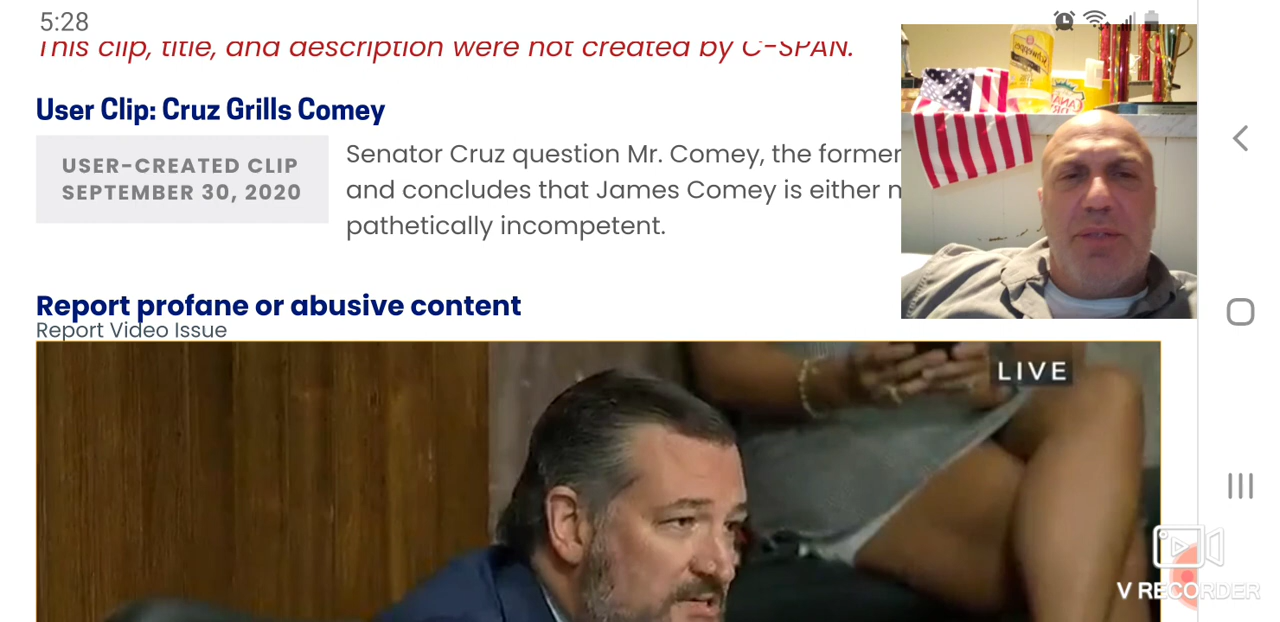 5:28
This clip, title, and description were not created by C-SPAN.
User Clip: Cruz Grills Comey
USER-CREATED CLIP
SEPTEMBER 30, 2020
Senator Cruz question Mr. Comey, the former
and concludes that James Comey is either
pathetically incompetent.
Report profane or abusive content
Report Video Issue
LIVE
V RECORDER